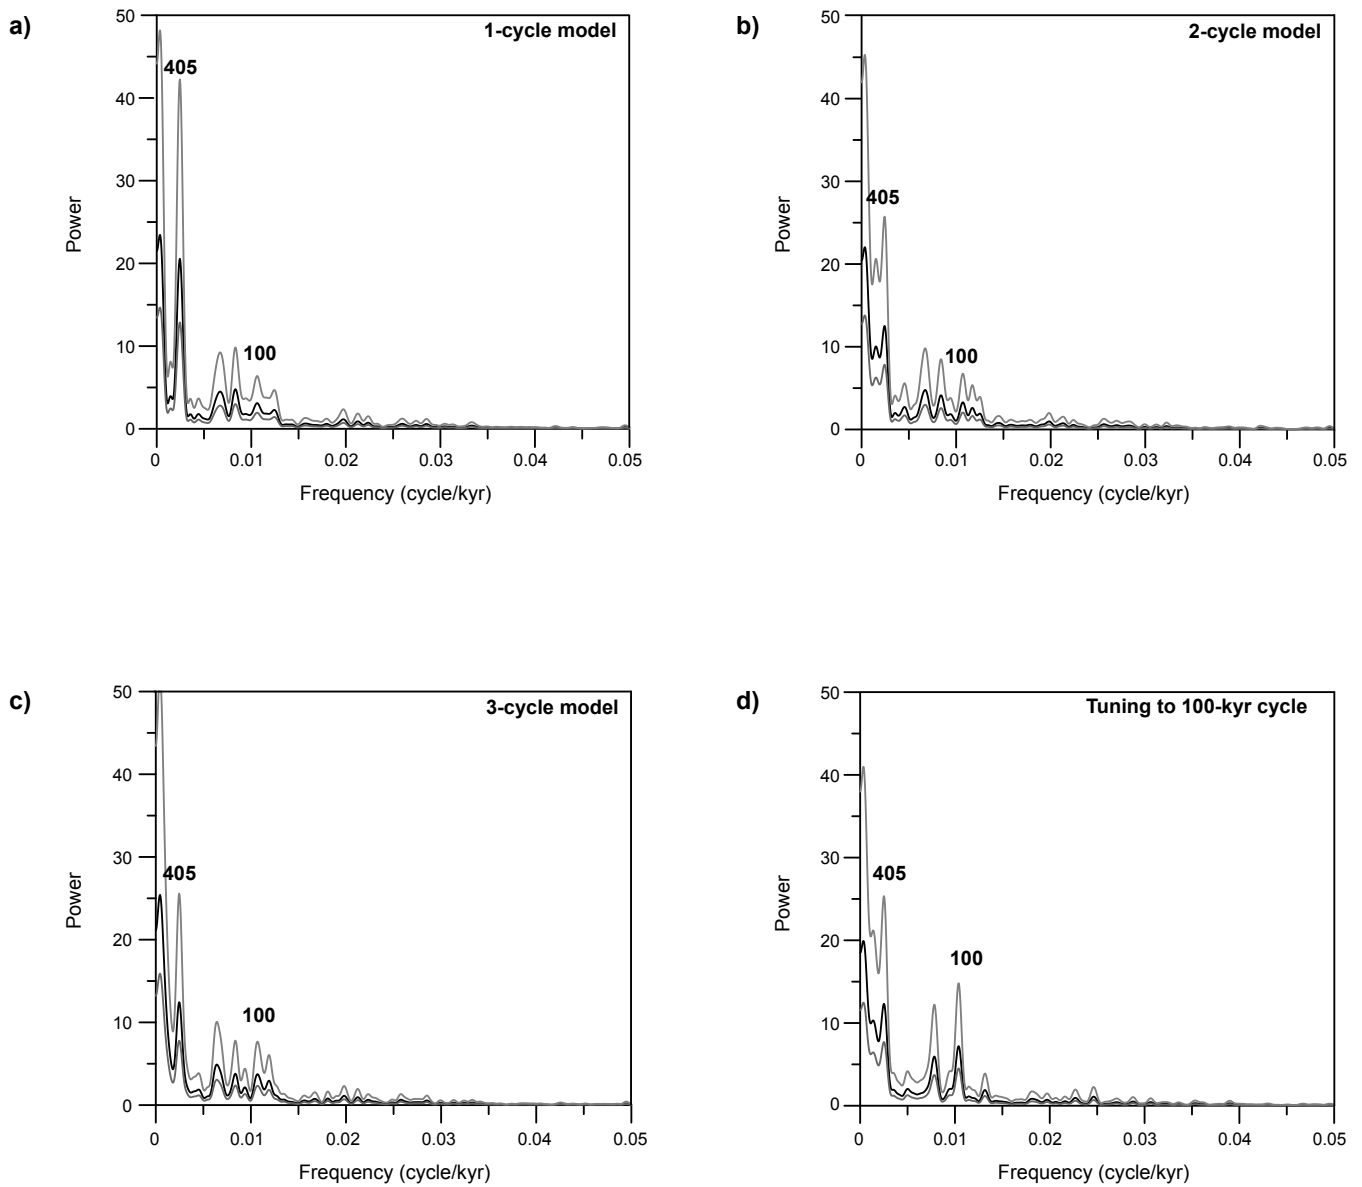 a)
1-cycle model
50
40
30
20
10
0
Power
405
100
0 0.01 0.02 0.03 0.04 0.05
Frequency (cycle/kyr)
b)
2-cycle model
50
40
30
20
10
0
Power
405
100
0 0.01 0.02 0.03 0.04 0.05
Frequency (cycle/kyr)
c)
3-cycle model
50
40
30
20
10
0
Power
405
100
0 0.01 0.02 0.03 0.04 0.05
Frequency (cycle/kyr)
d)
Tuning to 100-kyr cycle
50
40
30
20
10
0
Power
405
100
0 0.01 0.02 0.03 0.04 0.05
Frequency (cycle/kyr)